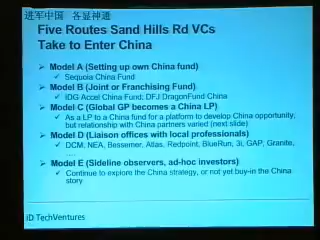 进军中国 各显神通
Five Routes Sand Hills Rd VCs
Take to Enter China
➢ Model A (Setting up own China fund)
✓ Sequoia China Fund
➢ Model B (Joint or Franchising Fund)
✓ IDG Accel China Fund; DFJ DragonFund China
➢ Model C (Global GP becomes a China LP)
✓ As a LP to a China fund for a platform to develop China opportunity;
but relationship with China partners varied (next slide)
➢ Model D (Liaison offices with local professionals)
✓ DCM, NEA, Bessemer, Atlas, Redpoint, BlueRun, 3i, GAP, Granite,
....
➢ Model E (Sideline observers, ad-hoc investors)
✓ Continue to explore the China strategy, or not yet buy-in the China
story
iD TechVentures